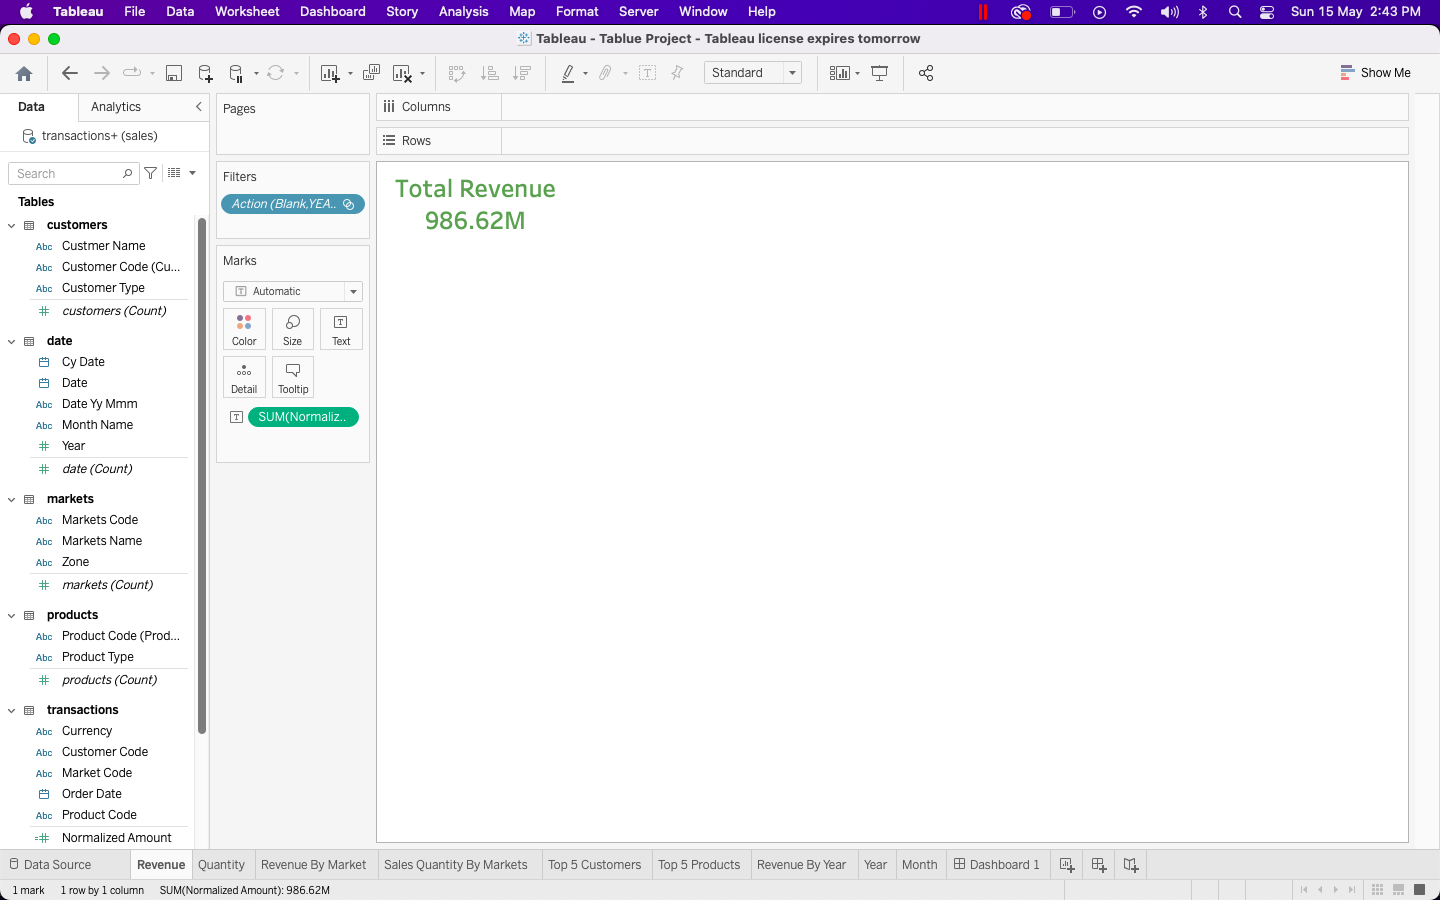 Tableau File Data Worksheet Dashboard Story Analysis Map Format Server Window Help Sun 15 May 2:43 PM
Tableau - Tablue Project - Tableau license expires tomorrow
Standard
Show Me
Data Analytics
transactions+ (sales)
Search
Tables
customers
Abc Custmer Name
Abc Customer Code (Cu...
Abc Customer Type
customers (Count)
date
Cy Date
Date
Abc Date Yy Mmm
Abc Month Name
Year
date (Count)
markets
Abc Markets Code
Abc Markets Name
Abc Zone
markets (Count)
products
Abc Product Code (Prod...
Abc Product Type
products (Count)
transactions
Abc Currency
Abc Customer Code
Abc Market Code
Order Date
Abc Product Code
Normalized Amount
Pages
Filters
Action (Blank,YEA..
Marks
Automatic
Color Size Text
Detail Tooltip
SUM(Normaliz..
Columns
Rows
Total Revenue
986.62M
Data Source Revenue Quantity Revenue By Market Sales Quantity By Markets Top 5 Customers Top 5 Products Revenue By Year Year Month Dashboard 1
1 mark 1 row by 1 column SUM(Normalized Amount): 986.62M